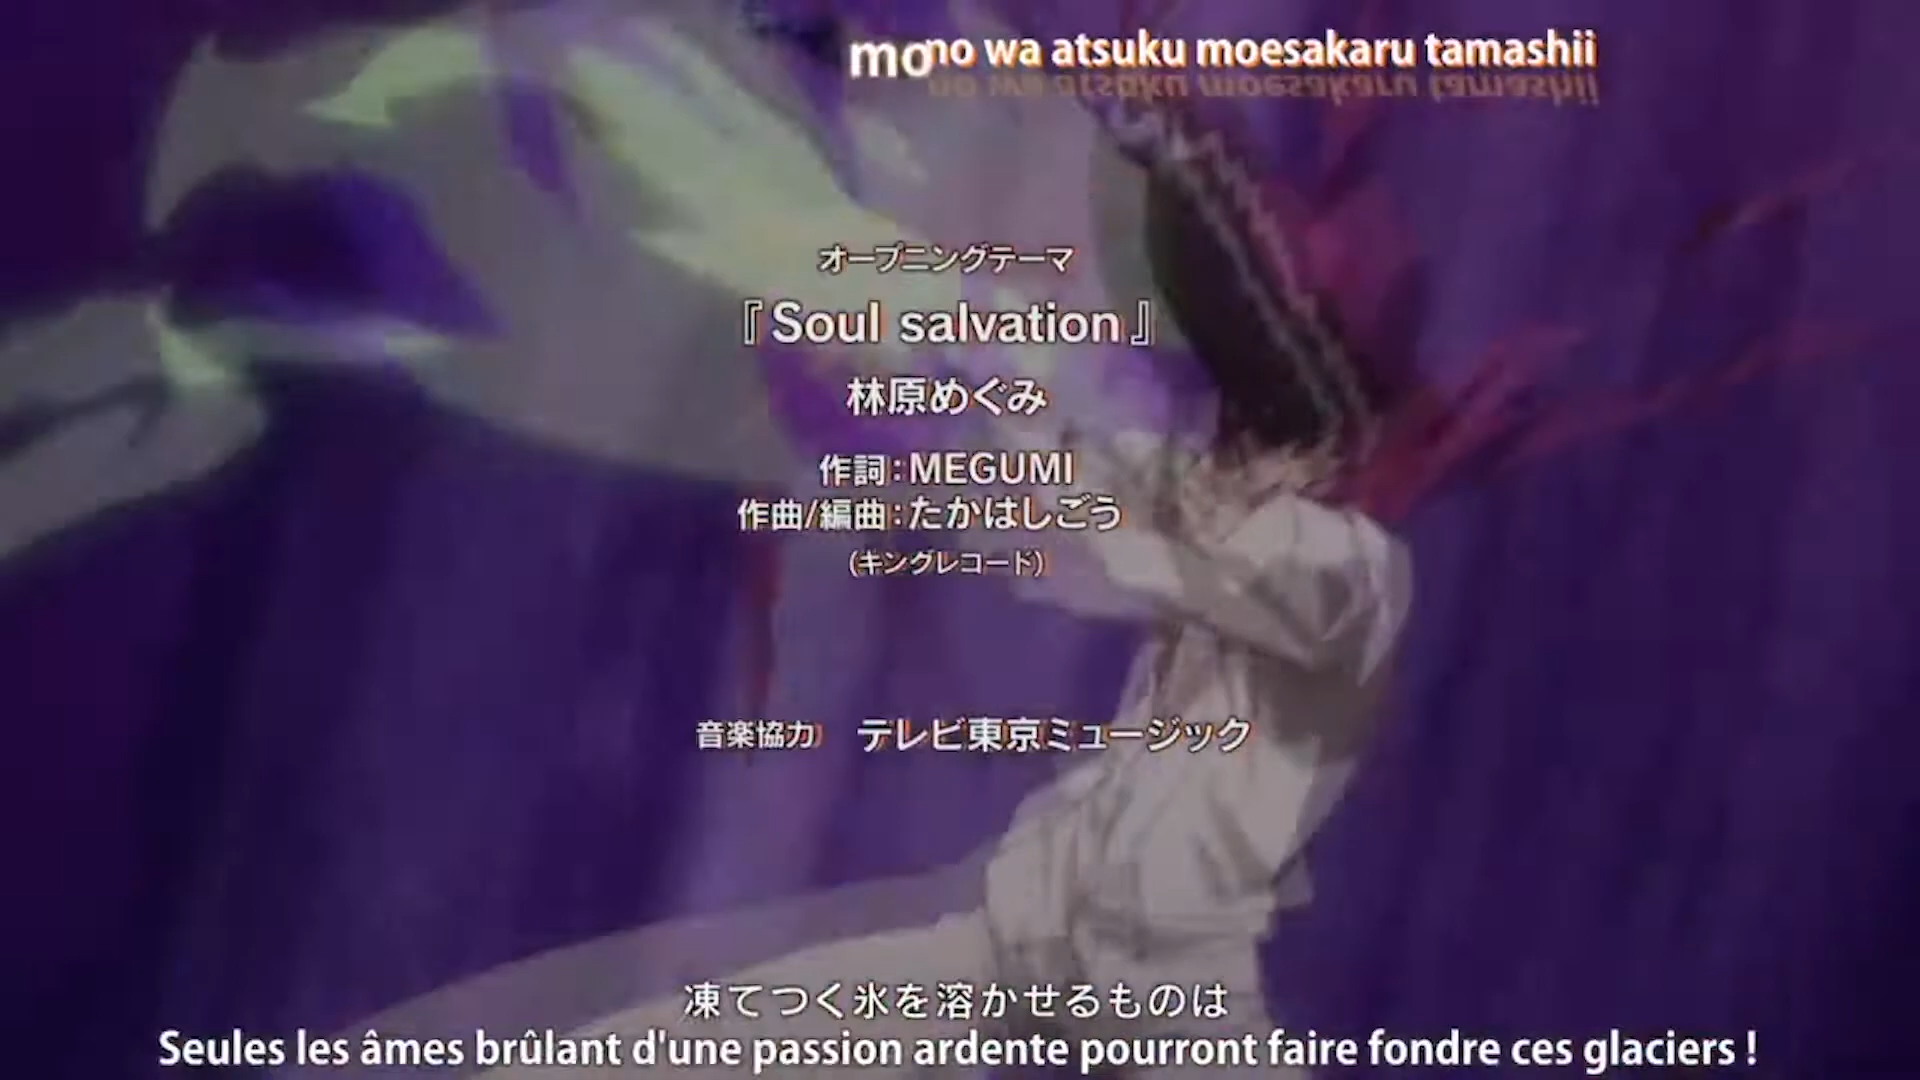 mono wa atsuku moesakaru tamashii
オープニングテーマ
『Soul salvation』
林原めぐみ
作詞：MEGUMI
作曲/編曲：たかはしごう
(キングレコード)
音楽協力 テレビ東京ミュージック
凍てつく氷を溶かせるものは
Seules les âmes brûlant d'une passion ardente pourront faire fondre ces glaciers !